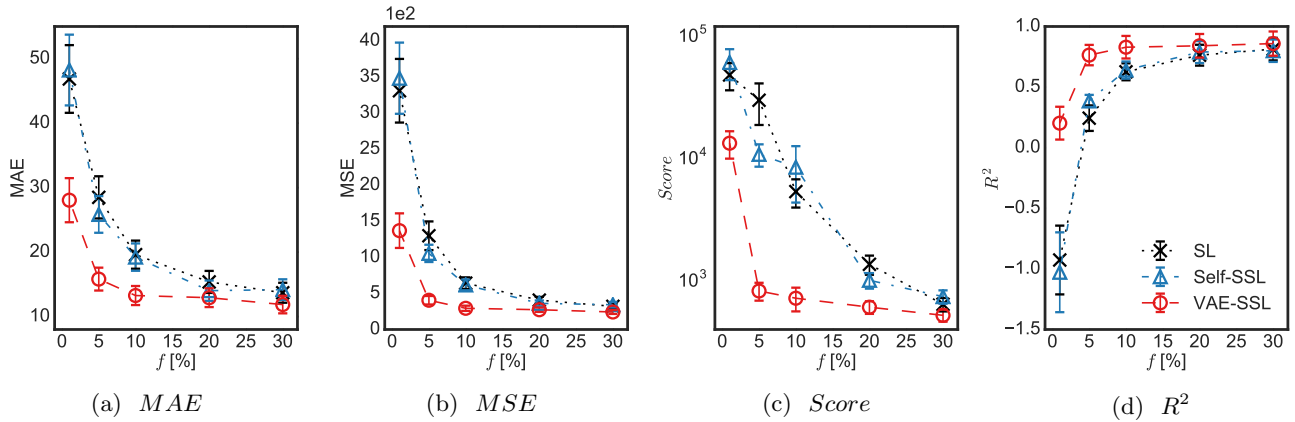 1e2
MAE
50
40
30
20
10
0 5 10 15 20 25 30
f [%]
(a) MAE
MSE
40
35
30
25
20
15
10
5
0
0 5 10 15 20 25 30
f [%]
(b) MSE
Score
10^5
10^4
10^3
0 5 10 15 20 25 30
f [%]
(c) Score
R^2
1.0
0.5
0.0
−0.5
−1.0
−1.5
SL
Self-SSL
VAE-SSL
0 5 10 15 20 25 30
f [%]
(d) R^2